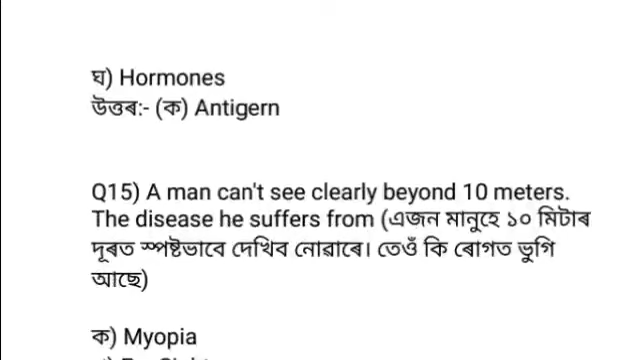 ঘ) Hormones
উত্তৰ:- (ক) Antigern
Q15) A man can't see clearly beyond 10 meters.
The disease he suffers from (এজন মানুহে ১০ মিটাৰ
দূৰত স্পষ্টভাবে দেখিব নোৱাৰে। তেওঁ কি ৰোগত ভুগি
আছে)
ক) Myopia